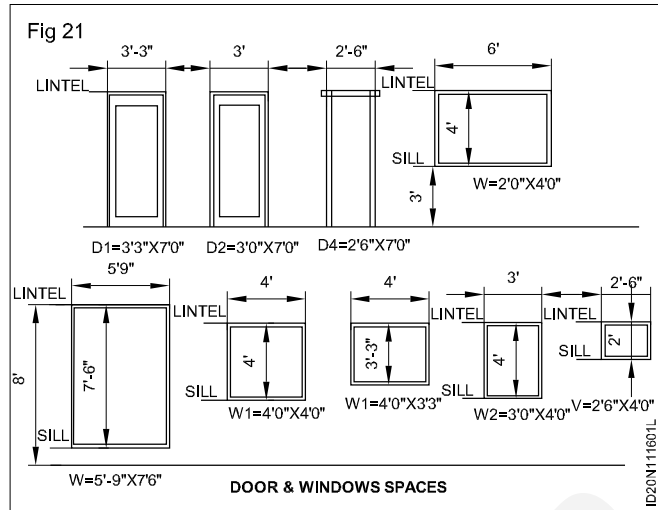 Fig 21
3'-3" 3' 2'-6" 6'
LINTEL LINTEL
4'
SILL
3'
W=2'0"X4'0"
D1=3'3"X7'0" D2=3'0"X7'0" D4=2'6"X7'0"
5'9" 4' 4' 3' 2'-6"
LINTEL LINTEL LINTEL LINTEL
8' 7'-6" 4' 3'-3" 4' 2'
SILL SILL SILL
W1=4'0"X4'0" W1=4'0"X3'3" W2=3'0"X4'0" V=2'6"X4'0"
SILL
W=5'-9"X7'6"
DOOR & WINDOWS SPACES
ID20N111601L